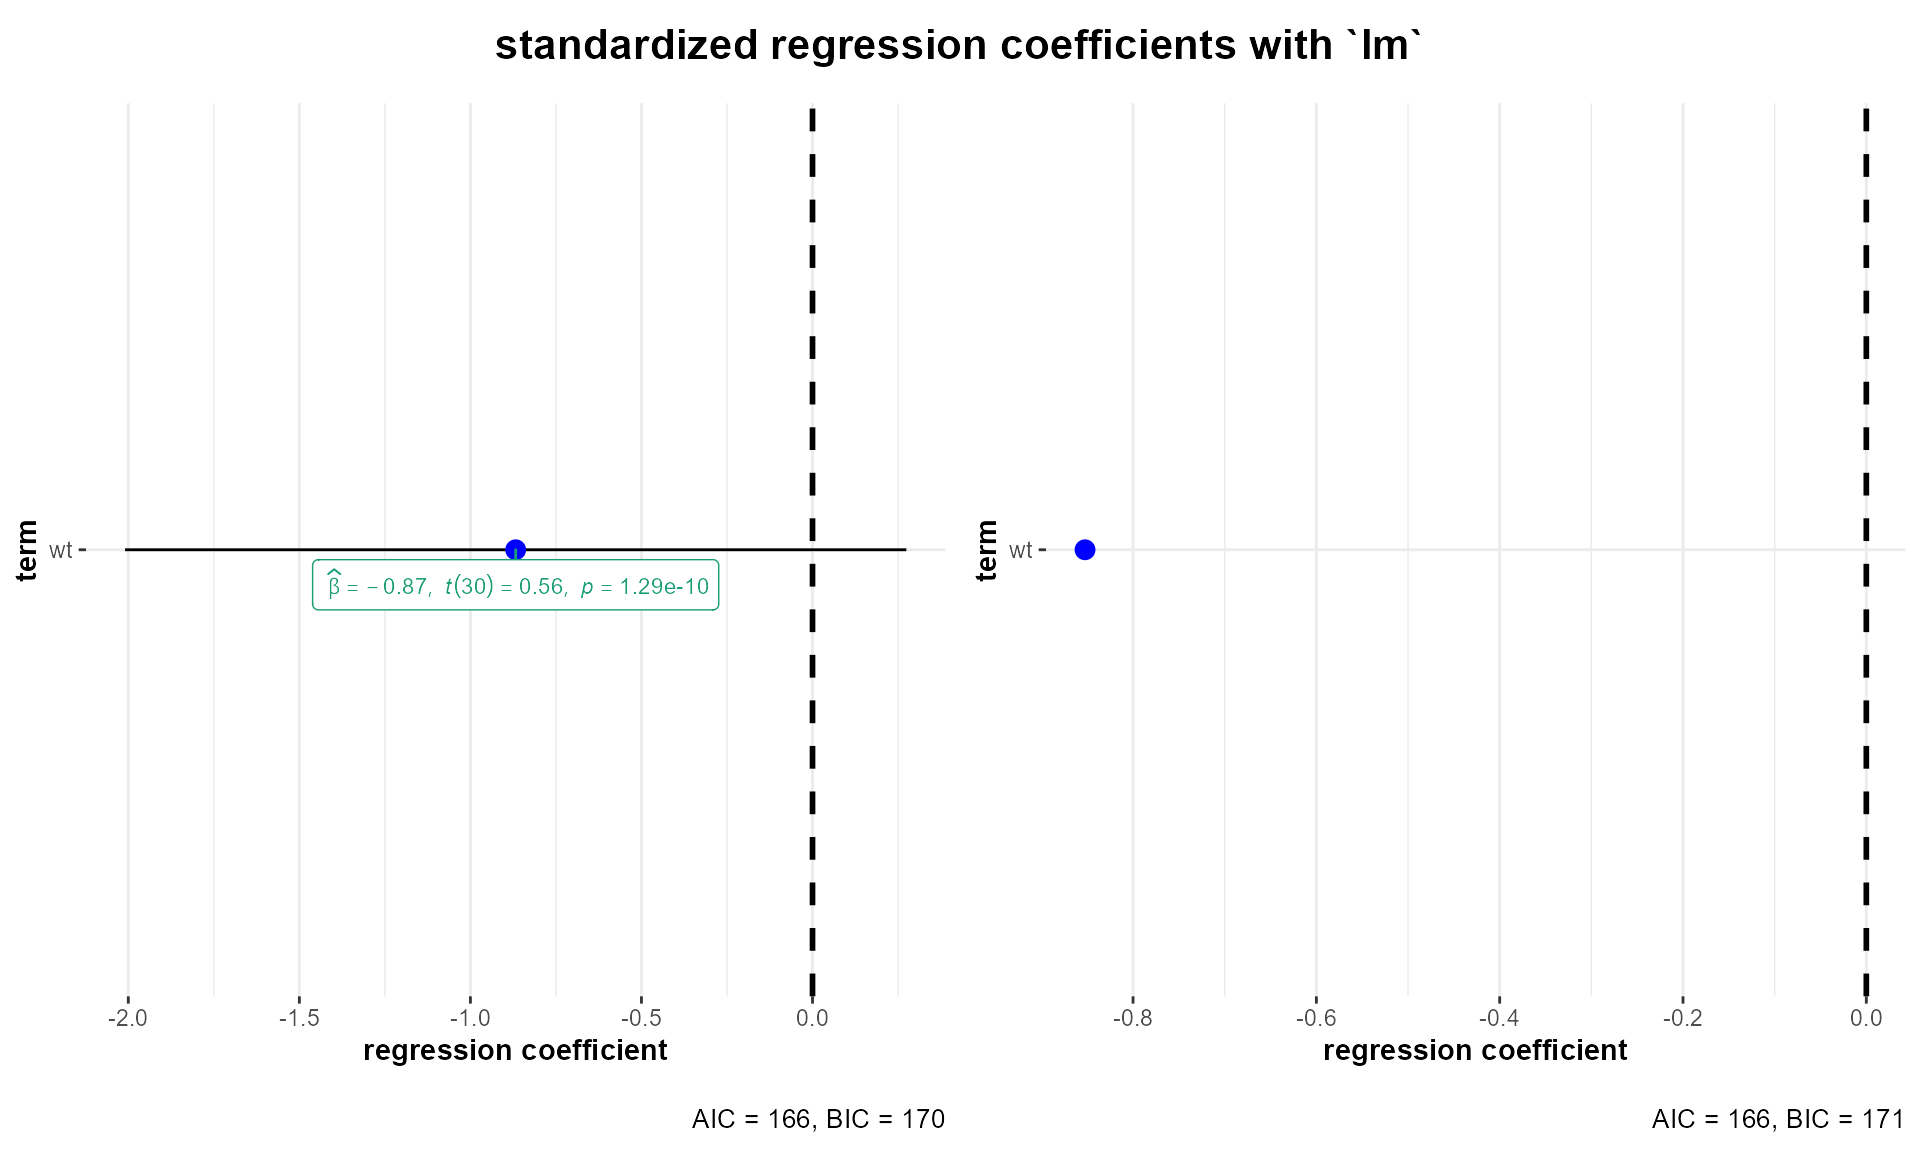 standardized regression coefficients with `lm`
term
wt
β̂ = − 0.87, t(30) = 0.56, p = 1.29e-10
-2.0 -1.5 -1.0 -0.5 0.0
regression coefficient
AIC = 166, BIC = 170
term
wt
-0.8 -0.6 -0.4 -0.2 0.0
regression coefficient
AIC = 166, BIC = 171